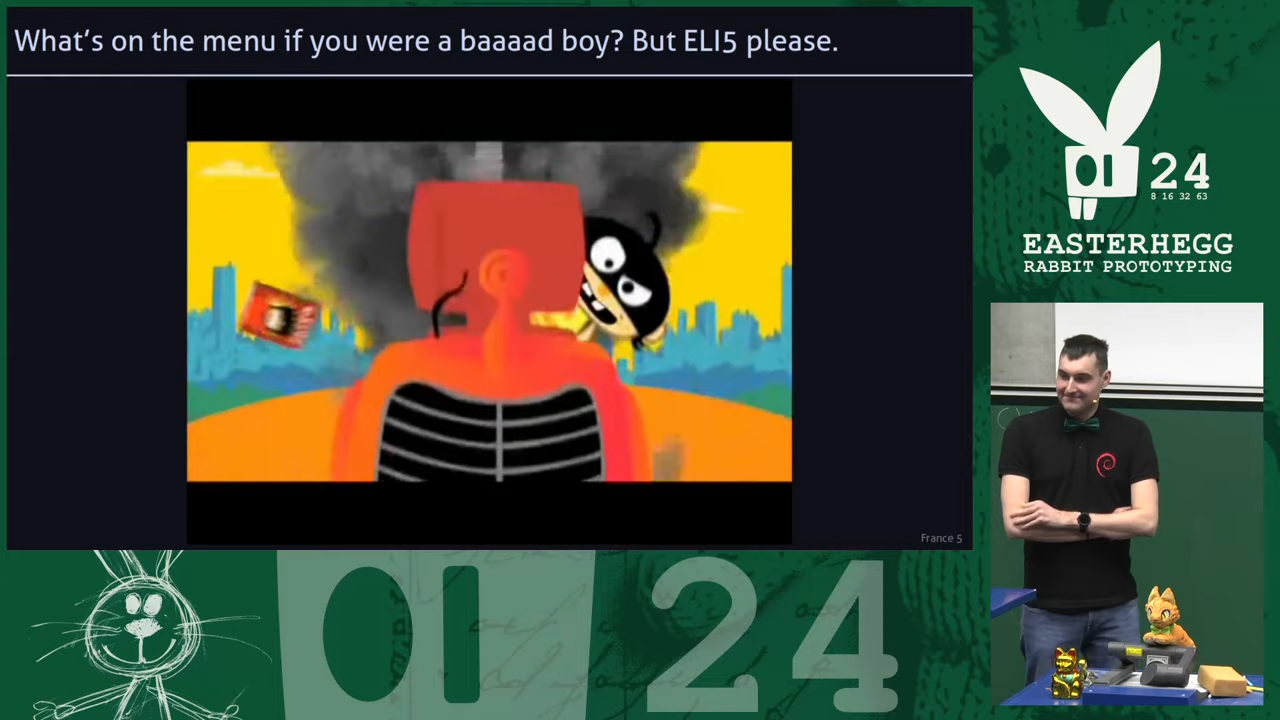 What's on the menu if you were a baaaad boy? But ELI5 please.
France 5
24
8 16 32 63
EASTERHEGG
RABBIT PROTOTYPING
24